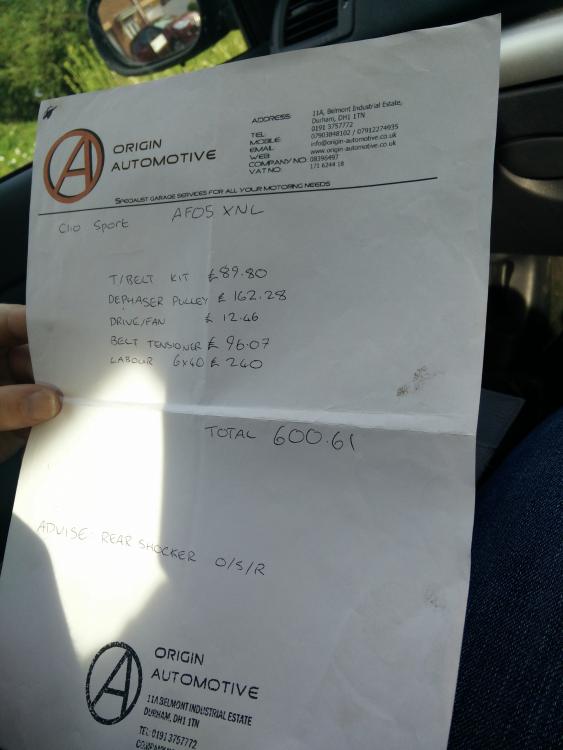 ORIGIN
AUTOMOTIVE
ADDRESS 11A, Belmont Industrial Estate,
Durham, DH1 1TN
TEL 0191 3757772
MOBILE 07903848102 / 07912274935
EMAIL info@origin-automotive.co.uk
WEB www.origin-automotive.co.uk
COMPANY NO 08396497
VAT NO: 171 6244 18
SPECIALIST GARAGE SERVICES FOR ALL YOUR MOTORING NEEDS
Clio Sport AF05 XNL
T/BELT KIT £89.80
DEPHASER PULLEY £ 162.28
DRIVE/FAN £ 12.46
BELT TENSIONER £ 96.07
LABOUR 6x40 £ 240
TOTAL 600.61
ADVISE: REAR SHOCKER O/S/R
ORIGIN
AUTOMOTIVE
11A BELMONT INDUSTRIAL ESTATE
DURHAM, DH1 1TN
TEL: 0191 3757772